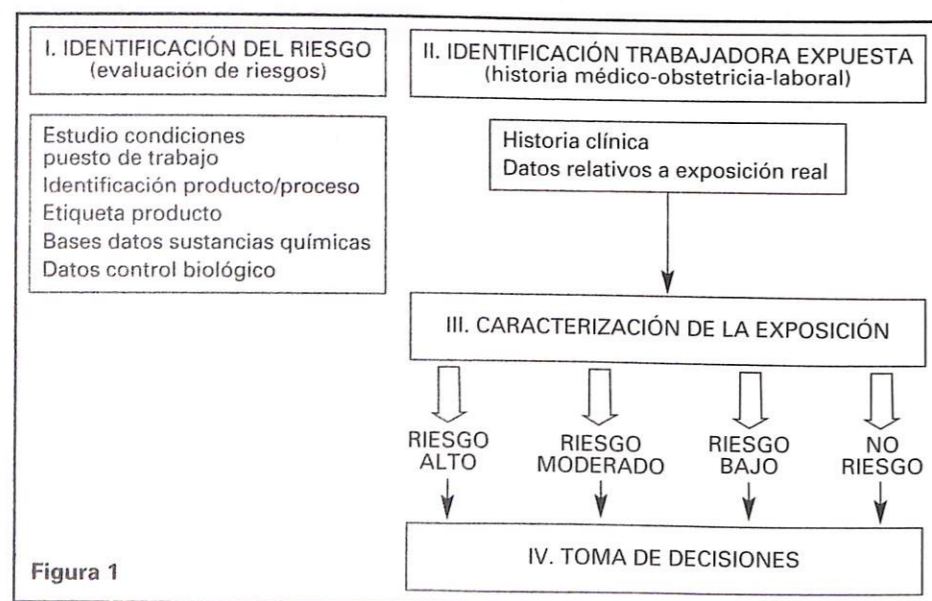 I. IDENTIFICACIÓN DEL RIESGO
(evaluación de riesgos)
Estudio condiciones
puesto de trabajo
Identificación producto/proceso
Etiqueta producto
Bases datos sustancias químicas
Datos control biológico
II. IDENTIFICACIÓN TRABAJADORA EXPUESTA
(historia médico-obstetricia-laboral)
Historia clínica
Datos relativos a exposición real
III. CARACTERIZACIÓN DE LA EXPOSICIÓN
RIESGO
ALTO
RIESGO
MODERADO
RIESGO
BAJO
NO
RIESGO
IV. TOMA DE DECISIONES
Figura 1